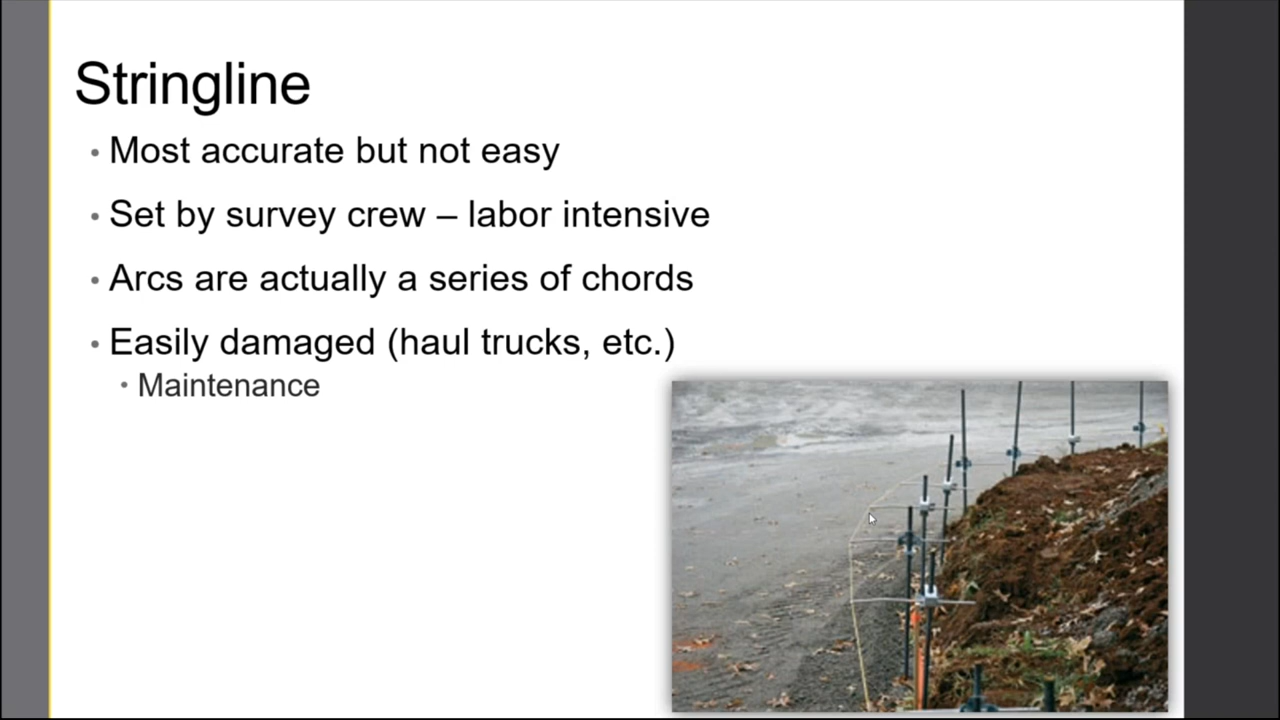 Stringline
• Most accurate but not easy
• Set by survey crew – labor intensive
• Arcs are actually a series of chords
• Easily damaged (haul trucks, etc.)
• Maintenance